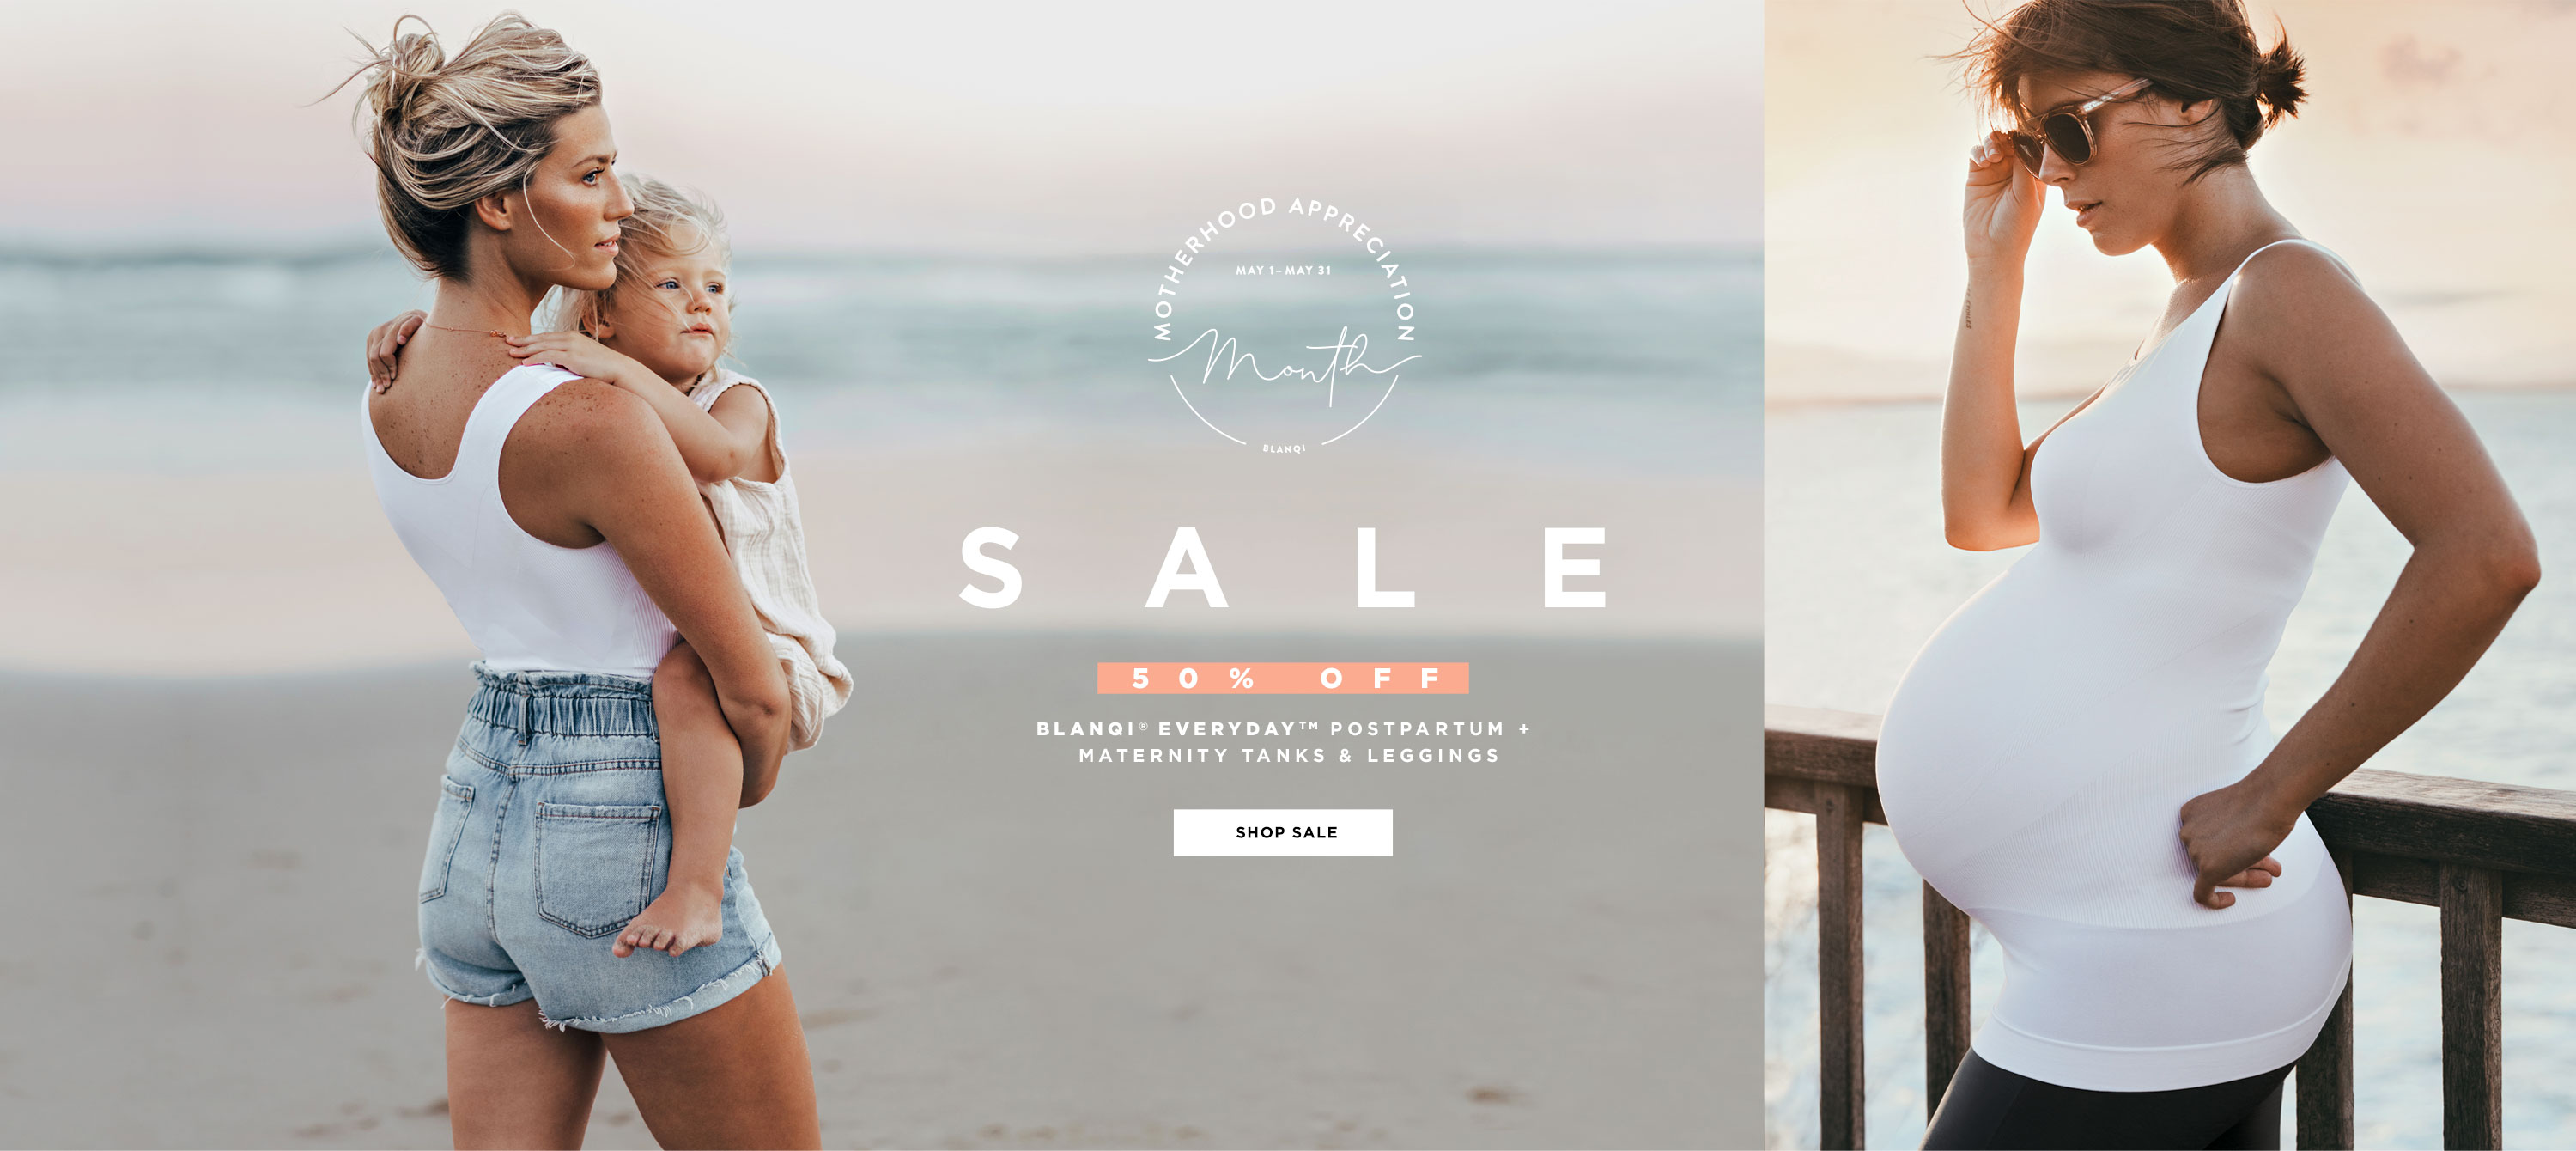 MOTHERHOOD APPRECIATION
MAY 1–MAY 31
Month
BLANQI
SALE
50% OFF
BLANQI® EVERYDAY™ POSTPARTUM +
MATERNITY TANKS & LEGGINGS
SHOP SALE